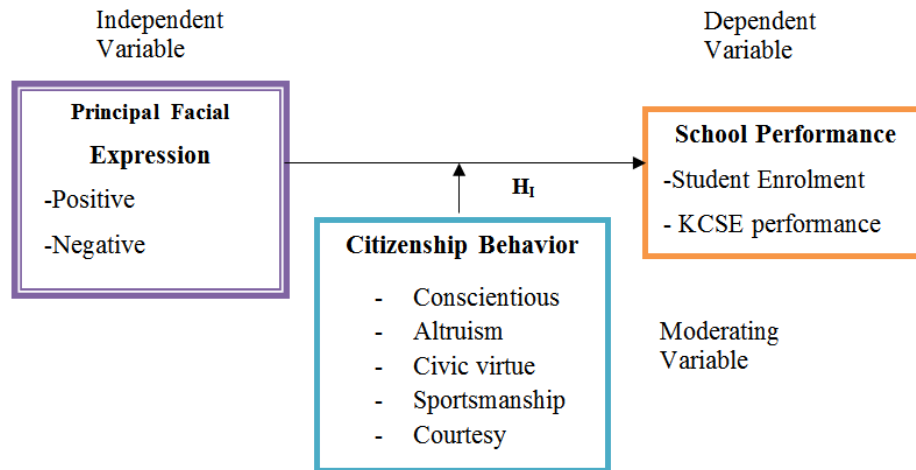 Independent
Variable
Dependent
Variable
Principal Facial
Expression
-Positive
-Negative
School Performance
-Student Enrolment
- KCSE performance
H_I
Citizenship Behavior
- Conscientious
- Altruism
- Civic virtue
- Sportsmanship
- Courtesy
Moderating
Variable